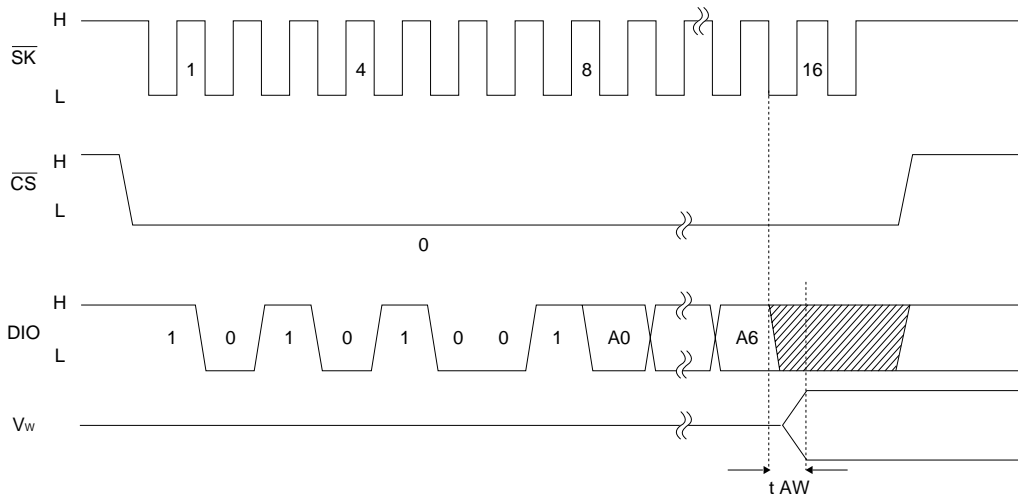 H
SK
1 4 8 16
L
H
CS
L
0
H
DIO
1 0 1 0 1 0 0 1 A0 A6
L
Vw
t AW